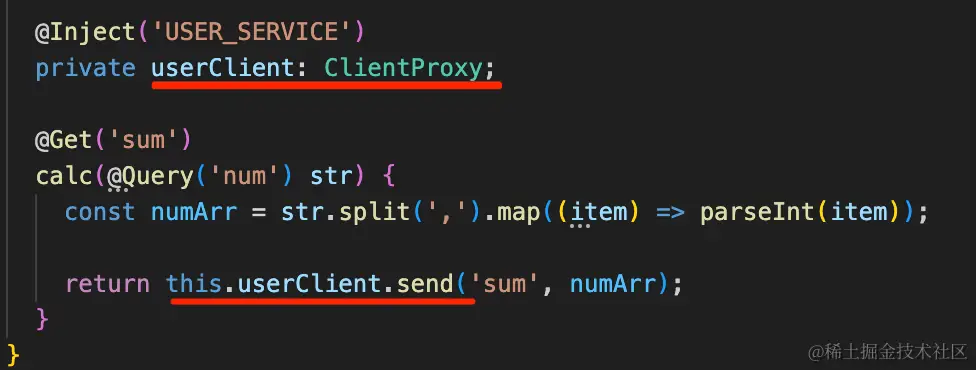 @Inject('USER_SERVICE')
private userClient: ClientProxy;
@Get('sum')
calc(@Query('num') str) {
const numArr = str.split(',').map((item) => parseInt(item));
return this.userClient.send('sum', numArr);
}
}
@稀土掘金技术社区